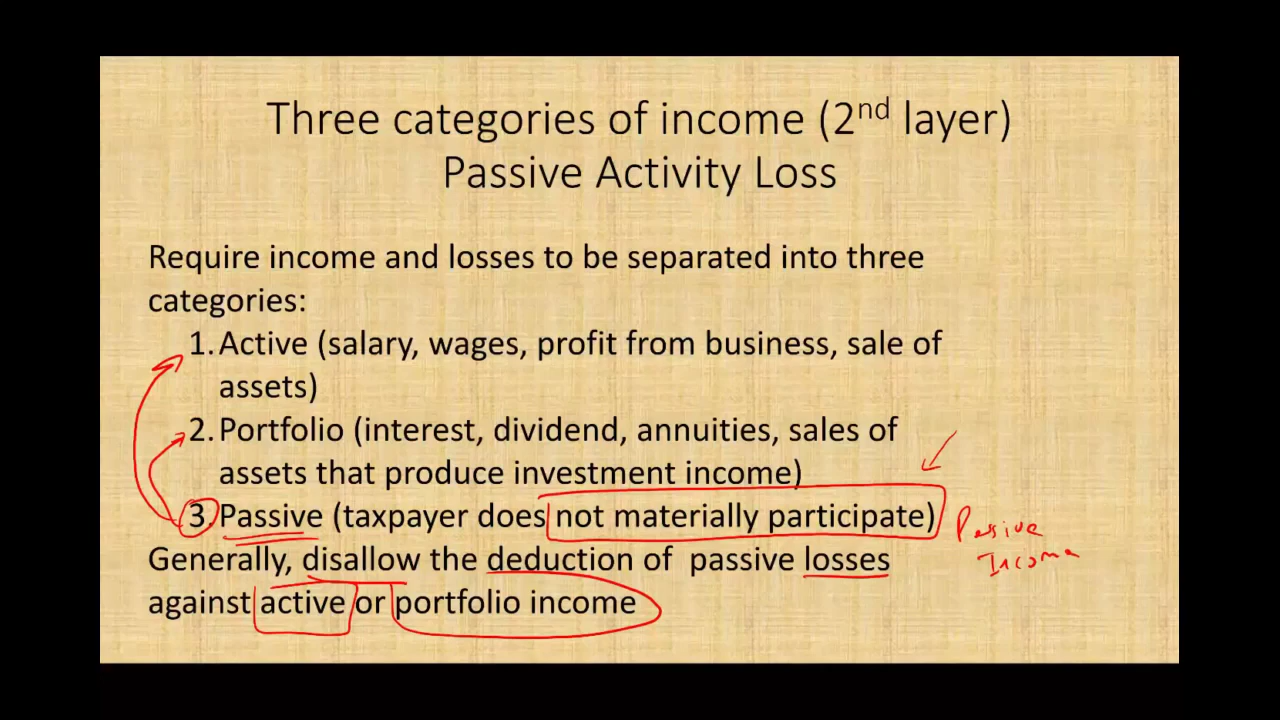 Three categories of income (2nd layer)
Passive Activity Loss
Require income and losses to be separated into three
categories:
1. Active (salary, wages, profit from business, sale of
assets)
2. Portfolio (interest, dividend, annuities, sales of
assets that produce investment income)
3. Passive (taxpayer does not materially participate)
Passive
Income
Generally, disallow the deduction of passive losses
against active or portfolio income